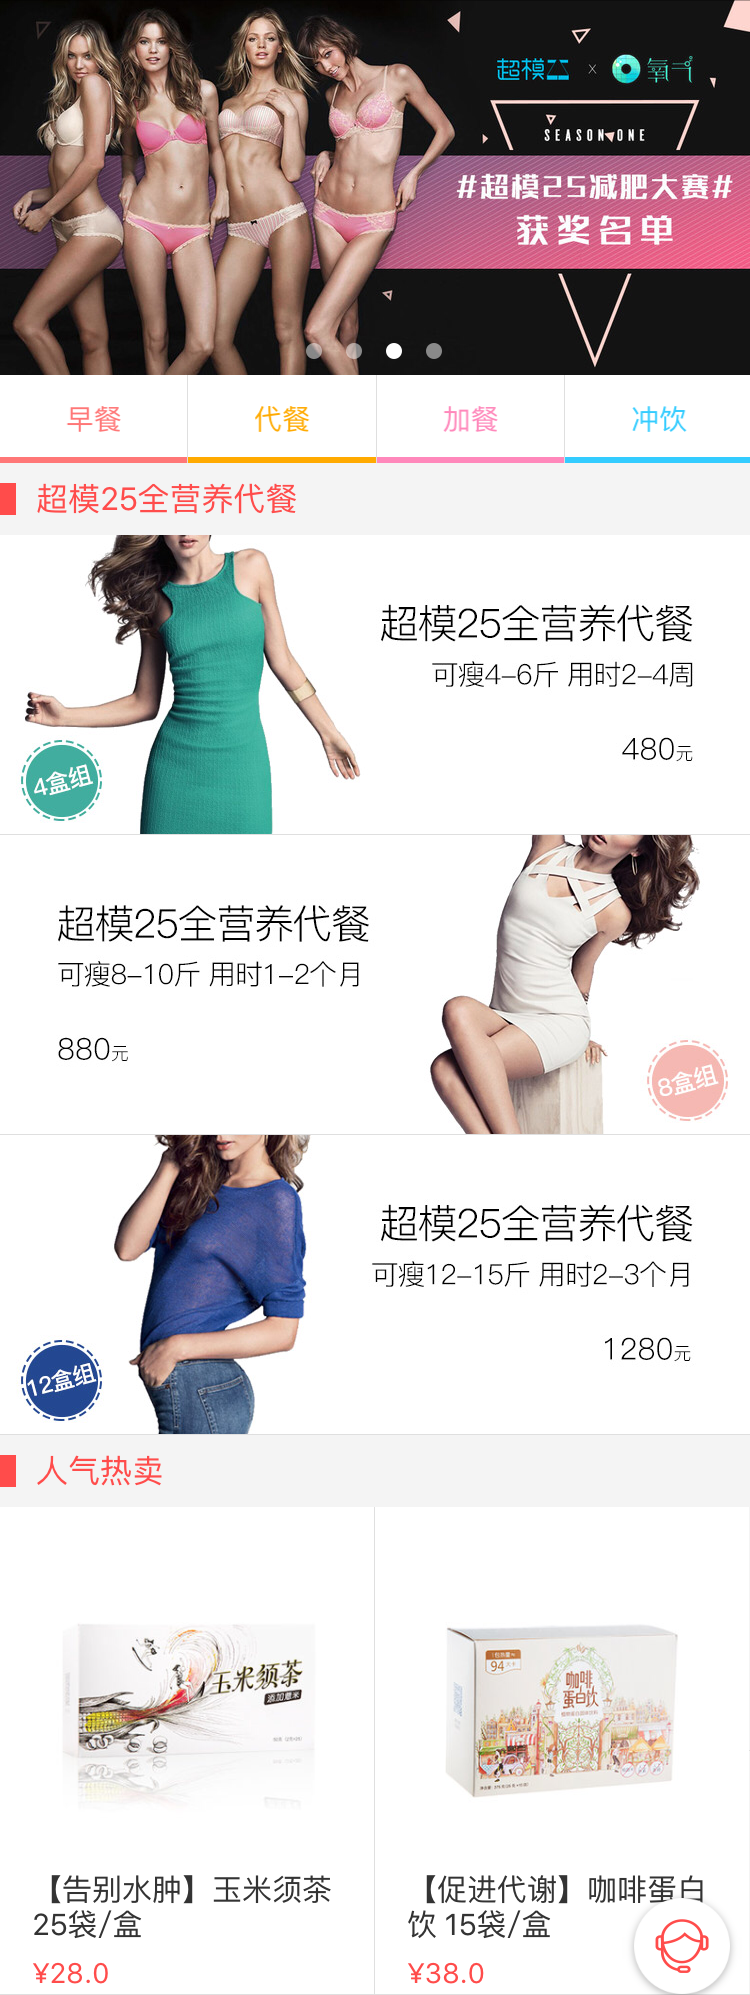 超模25 x 氧气
SEASON ONE
#超模25减肥大赛#
获奖名单
早餐
代餐
加餐
冲饮
超模25全营养代餐
超模25全营养代餐
可瘦4-6斤 用时2-4周
480元
4盒组
超模25全营养代餐
可瘦8-10斤 用时1-2个月
880元
8盒组
超模25全营养代餐
可瘦12-15斤 用时2-3个月
1280元
12盒组
人气热卖
玉米须茶
添加薏米
94
咖啡
蛋白饮
【告别水肿】玉米须茶
25袋/盒
¥28.0
【促进代谢】咖啡蛋白
饮 15袋/盒
¥38.0